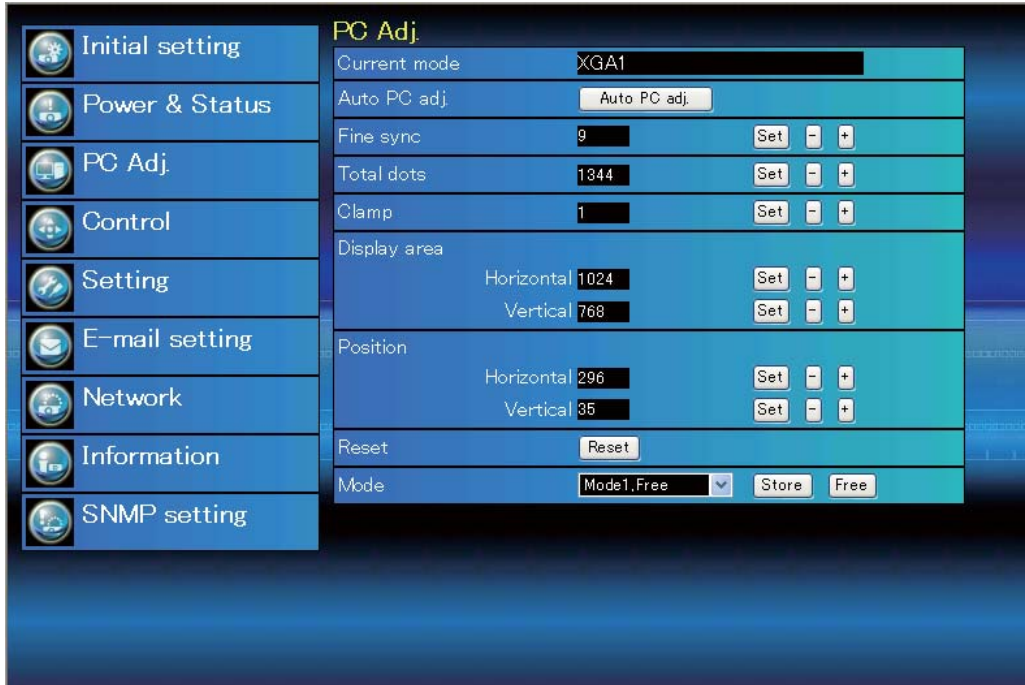 Initial setting
Power & Status
PC Adj.
Control
Setting
E-mail setting
Network
Information
SNMP setting
PC Adj.
Current mode XGA1
Auto PC adj. Auto PC adj.
Fine sync 9 Set - +
Total dots 1344 Set - +
Clamp 1 Set - +
Display area
Horizontal 1024 Set - +
Vertical 768 Set - +
Position
Horizontal 296 Set - +
Vertical 35 Set - +
Reset Reset
Mode Mode1,Free Store Free